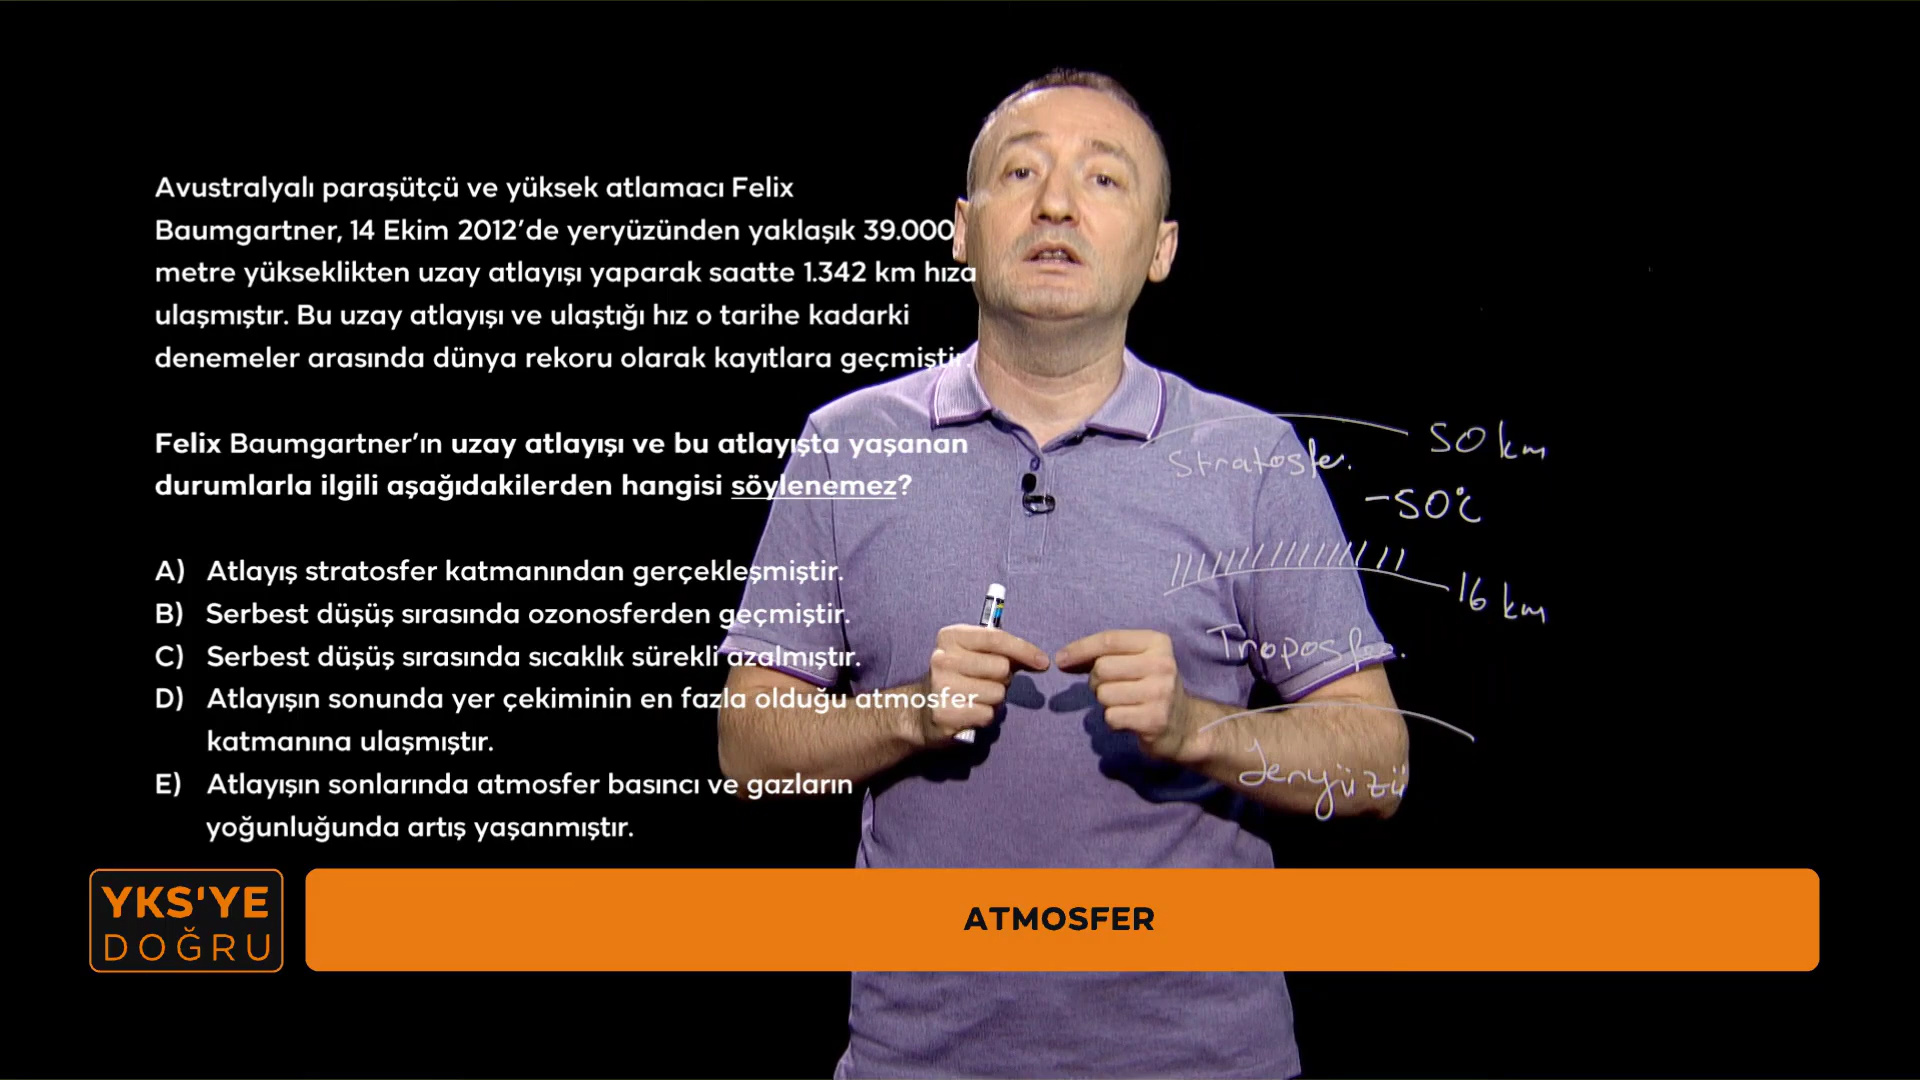 Avustralyalı paraşütçü ve yüksek atlamacı Felix
Baumgartner, 14 Ekim 2012'de yeryüzünden yaklaşık 39.000
metre yükseklikten uzay atlayışı yaparak saatte 1.342 km hıza
ulaşmıştır. Bu uzay atlayışı ve ulaştığı hız o tarihe kadarki
denemeler arasında dünya rekoru olarak kayıtlara geçmiştir.
Felix Baumgartner'ın uzay atlayışı ve bu atlayışta yaşanan
durumlarla ilgili aşağıdakilerden hangisi söylenemez?
A) Atlayış stratosfer katmanından gerçekleşmiştir.
B) Serbest düşüş sırasında ozonosferden geçmiştir.
C) Serbest düşüş sırasında sıcaklık sürekli azalmıştır.
D) Atlayışın sonunda yer çekiminin en fazla olduğu atmosfer
katmanına ulaşmıştır.
E) Atlayışın sonlarında atmosfer basıncı ve gazların
yoğunluğunda artış yaşanmıştır.
50 km
Stratosfer.
-50°C
16 km
Troposfer.
Yeryüzü
YKS'YE
DOĞRU
ATMOSFER